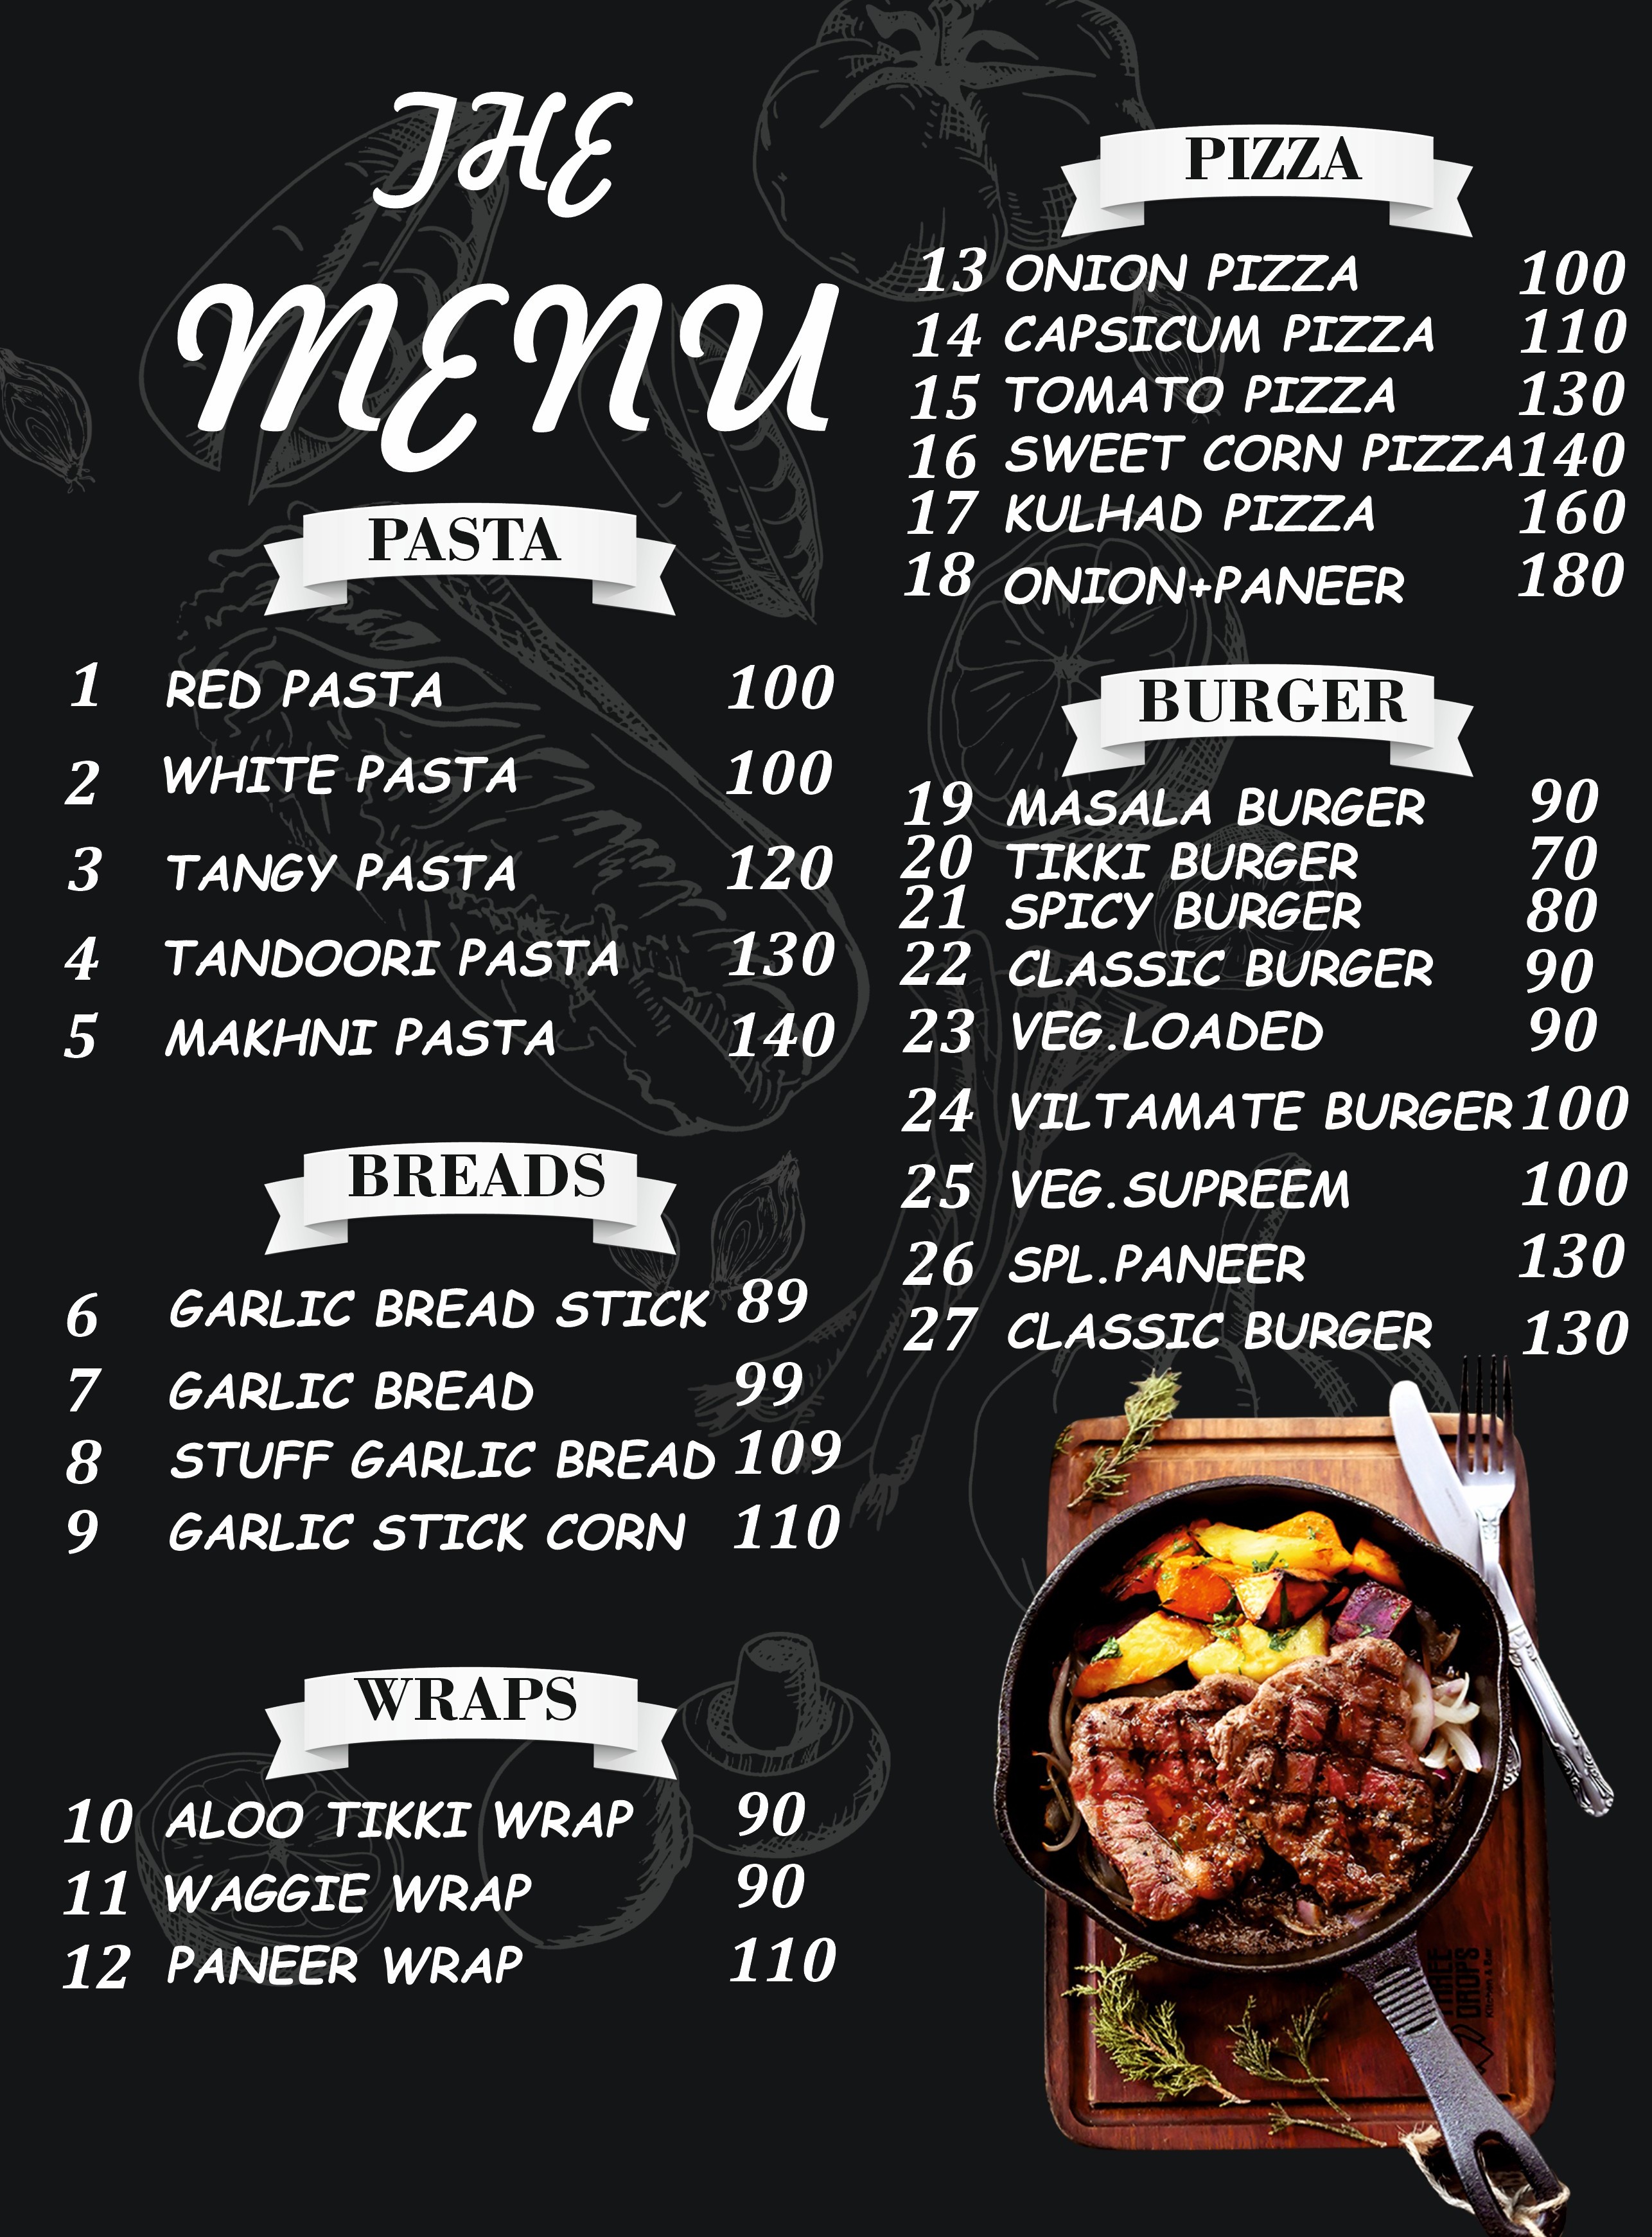 THE
MENU
PASTA
1 RED PASTA 100
2 WHITE PASTA 100
3 TANGY PASTA 120
4 TANDOORI PASTA 130
5 MAKHNI PASTA 140
BREADS
6 GARLIC BREAD STICK 89
7 GARLIC BREAD 99
8 STUFF GARLIC BREAD 109
9 GARLIC STICK CORN 110
WRAPS
10 ALOO TIKKI WRAP 90
11 WAGGIE WRAP 90
12 PANEER WRAP 110
PIZZA
13 ONION PIZZA 100
14 CAPSICUM PIZZA 110
15 TOMATO PIZZA 130
16 SWEET CORN PIZZA 140
17 KULHAD PIZZA 160
18 ONION+PANEER 180
BURGER
19 MASALA BURGER 90
20 TIKKI BURGER 70
21 SPICY BURGER 80
22 CLASSIC BURGER 90
23 VEG.LOADED 90
24 VILTAMATE BURGER 100
25 VEG.SUPREEM 100
26 SPL.PANEER 130
27 CLASSIC BURGER 130
DROPS